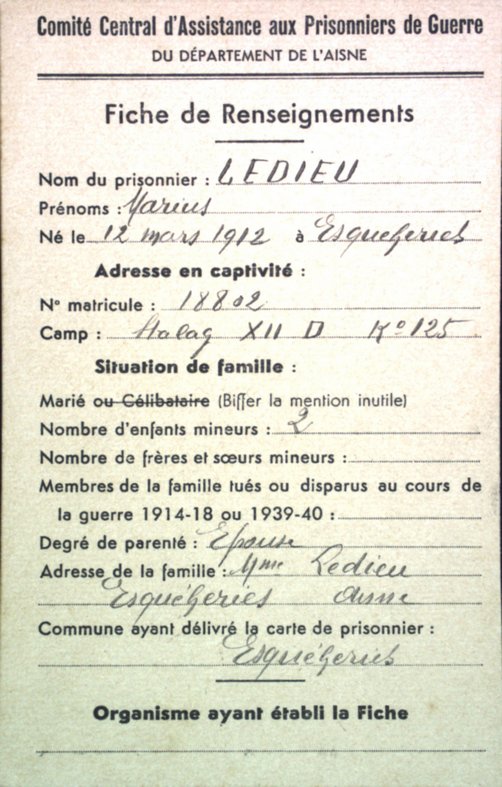 Comité Central d'Assistance aux Prisonniers de Guerre
DU DÉPARTEMENT DE L'AISNE
Fiche de Renseignements
Nom du prisonnier : LEDIEU
Prénoms : Marius
Né le 12 mars 1912 à Esquéheries
Adresse en captivité :
N° matricule : 18802
Camp : Stalag XII D Ko 125
Situation de famille :
Marié ou Célibataire (Biffer la mention inutile)
Nombre d'enfants mineurs : 2
Nombre de frères et sœurs mineurs :
Membres de la famille tués ou disparus au cours de
la guerre 1914-18 ou 1939-40 :
Degré de parenté : Epouse
Adresse de la famille : Mme Ledieu
Esquéheries Aisne
Commune ayant délivré la carte de prisonnier :
Esquéheries
Organisme ayant établi la Fiche